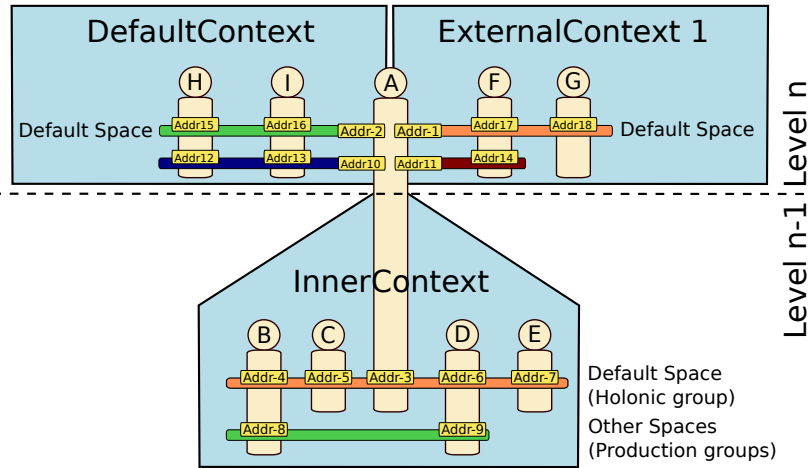 DefaultContext
ExternalContext 1
H
I
A
F
G
Default Space
Addr15
Addr16
Addr-2
Addr-1
Addr17
Addr18
Default Space
Addr12
Addr13
Addr10
Addr11
Addr14
Level n
Level n-1
InnerContext
B
C
D
E
Addr-4
Addr-5
Addr-3
Addr-6
Addr-7
Default Space
(Holonic group)
Addr-8
Addr-9
Other Spaces
(Production groups)